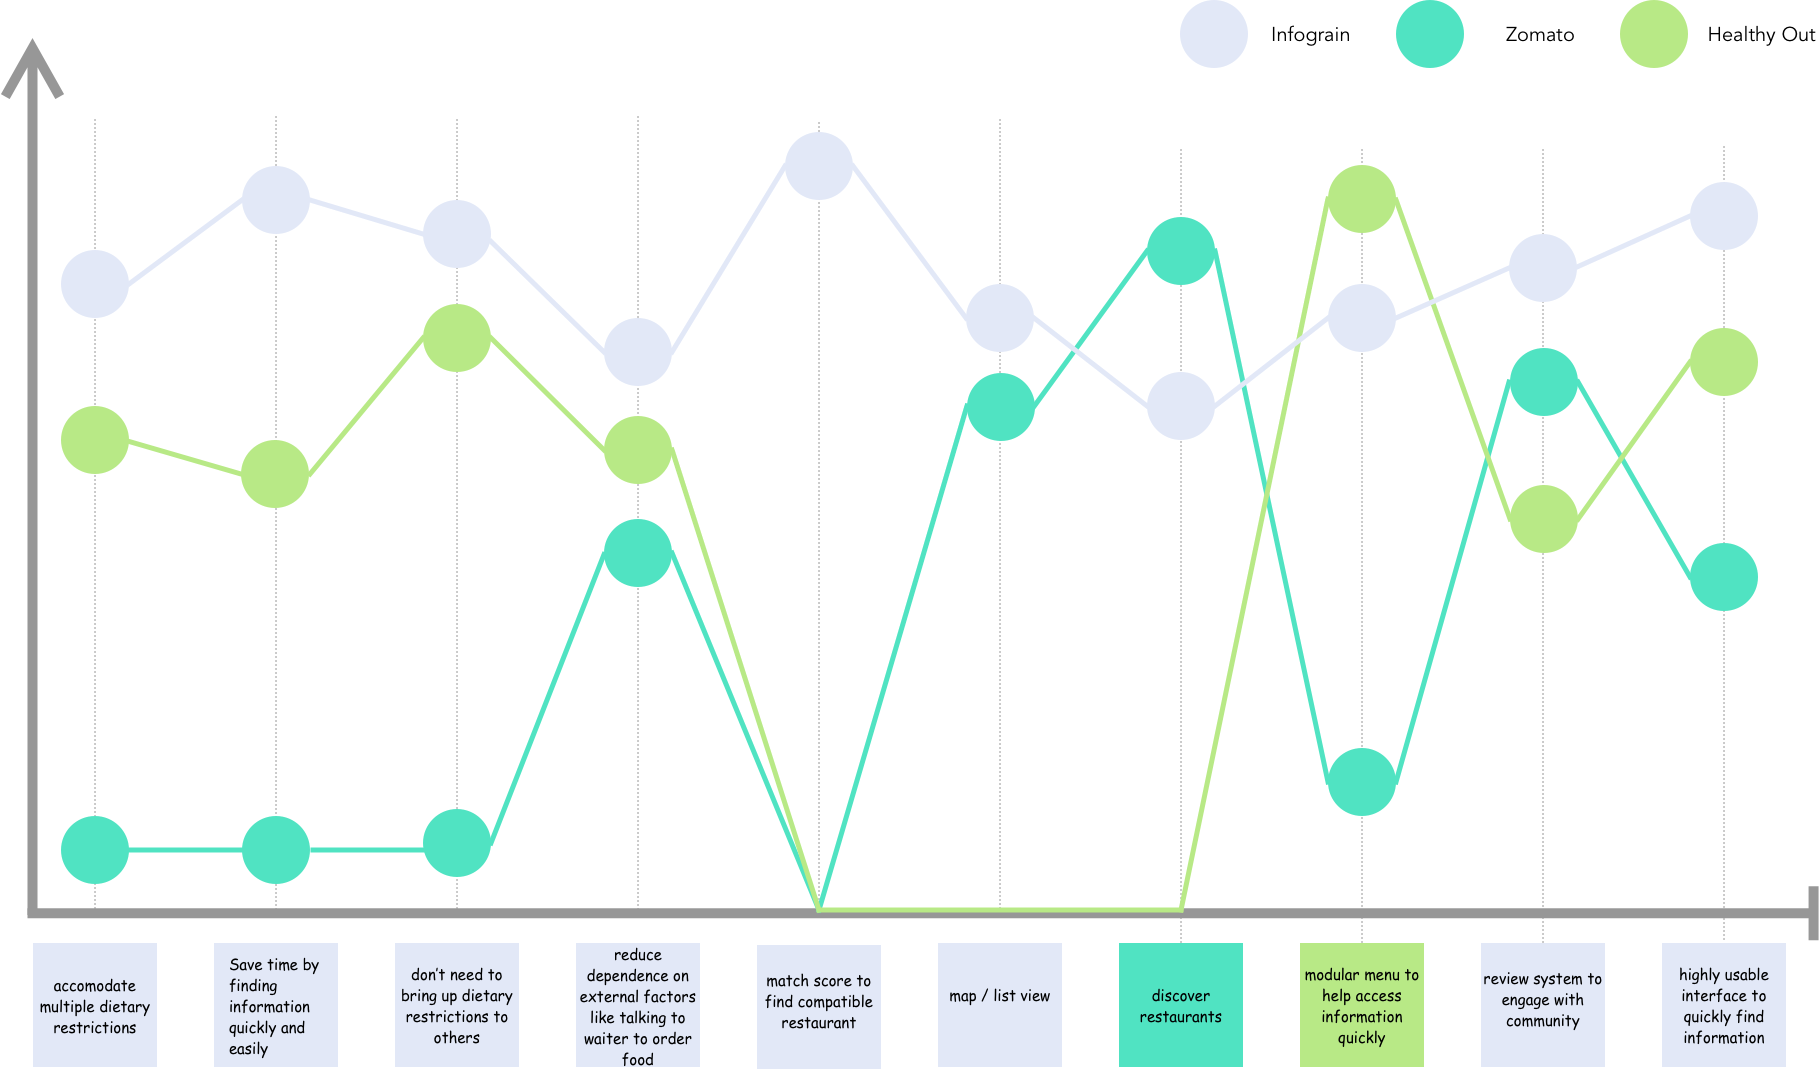 Infograin
Zomato
Healthy Out
accomodate
multiple dietary
restrictions
Save time by
finding
information
quickly and
easily
don't need to
bring up dietary
restrictions to
others
reduce
dependence on
external factors
like talking to
waiter to order
food
match score to
find compatible
restaurant
map / list view
discover
restaurants
modular menu to
help access
information
quickly
review system to
engage with
community
highly usable
interface to
quickly find
information